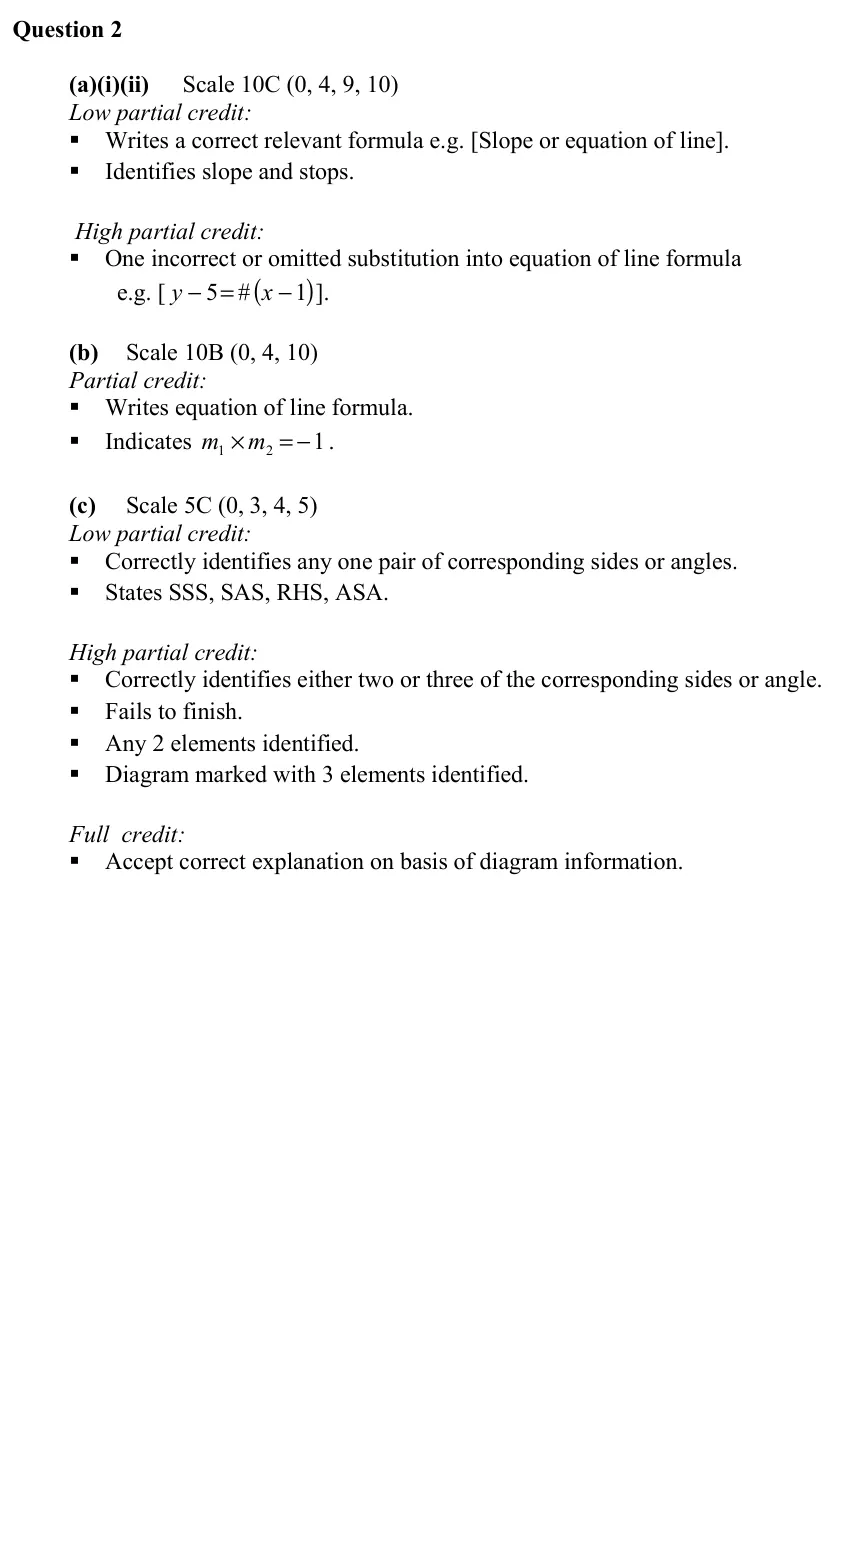 Question 2
(a)(i)(ii) Scale 10C (0, 4, 9, 10)
Low partial credit:
▪ Writes a correct relevant formula e.g. [Slope or equation of line].
▪ Identifies slope and stops.
High partial credit:
▪ One incorrect or omitted substitution into equation of line formula
e.g. [ y – 5=#(x – 1)].
(b) Scale 10B (0, 4, 10)
Partial credit:
▪ Writes equation of line formula.
▪ Indicates m₁ ×m₂ =–1 .
(c) Scale 5C (0, 3, 4, 5)
Low partial credit:
▪ Correctly identifies any one pair of corresponding sides or angles.
▪ States SSS, SAS, RHS, ASA.
High partial credit:
▪ Correctly identifies either two or three of the corresponding sides or angle.
▪ Fails to finish.
▪ Any 2 elements identified.
▪ Diagram marked with 3 elements identified.
Full credit:
▪ Accept correct explanation on basis of diagram information.